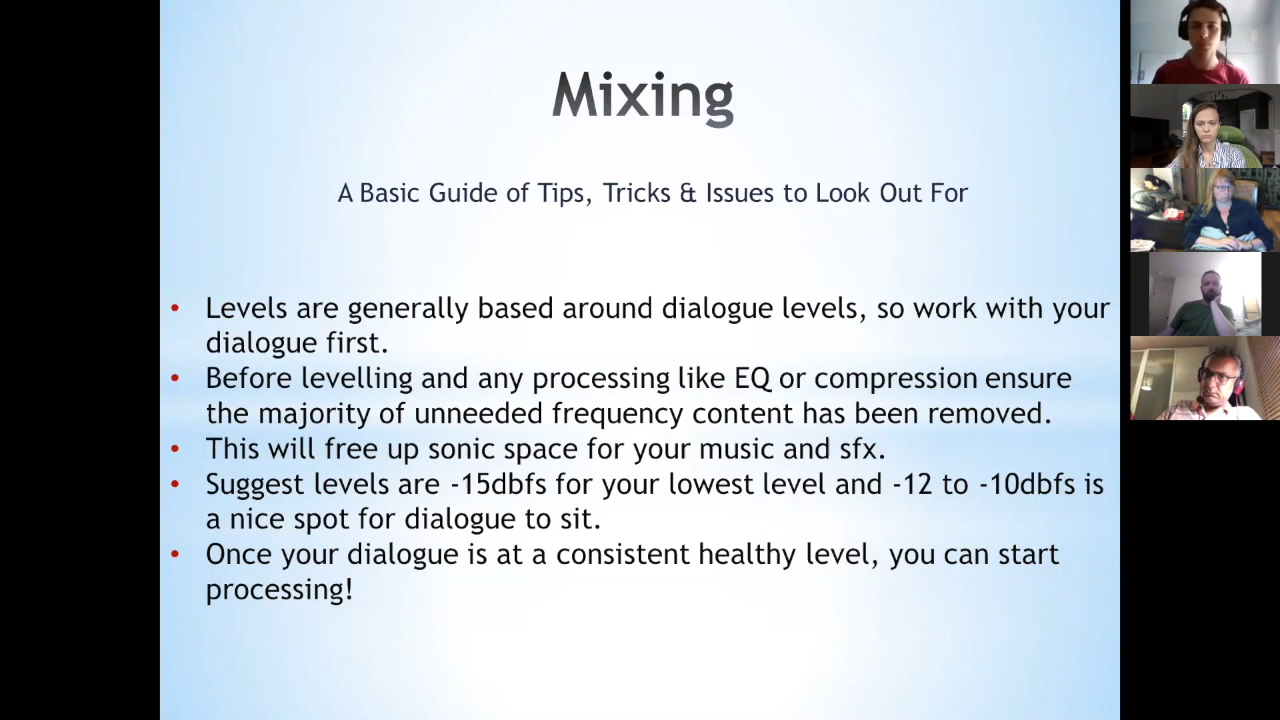 Mixing
A Basic Guide of Tips, Tricks & Issues to Look Out For
• Levels are generally based around dialogue levels, so work with your
dialogue first.
• Before levelling and any processing like EQ or compression ensure
the majority of unneeded frequency content has been removed.
• This will free up sonic space for your music and sfx.
• Suggest levels are -15dbfs for your lowest level and -12 to -10dbfs is
a nice spot for dialogue to sit.
• Once your dialogue is at a consistent healthy level, you can start
processing!